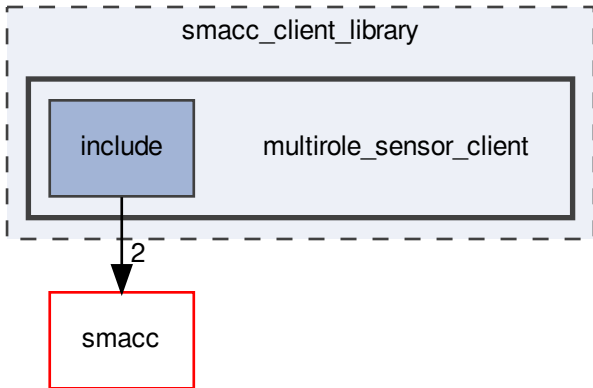 smacc_client_library
include
multirole_sensor_client
2
smacc